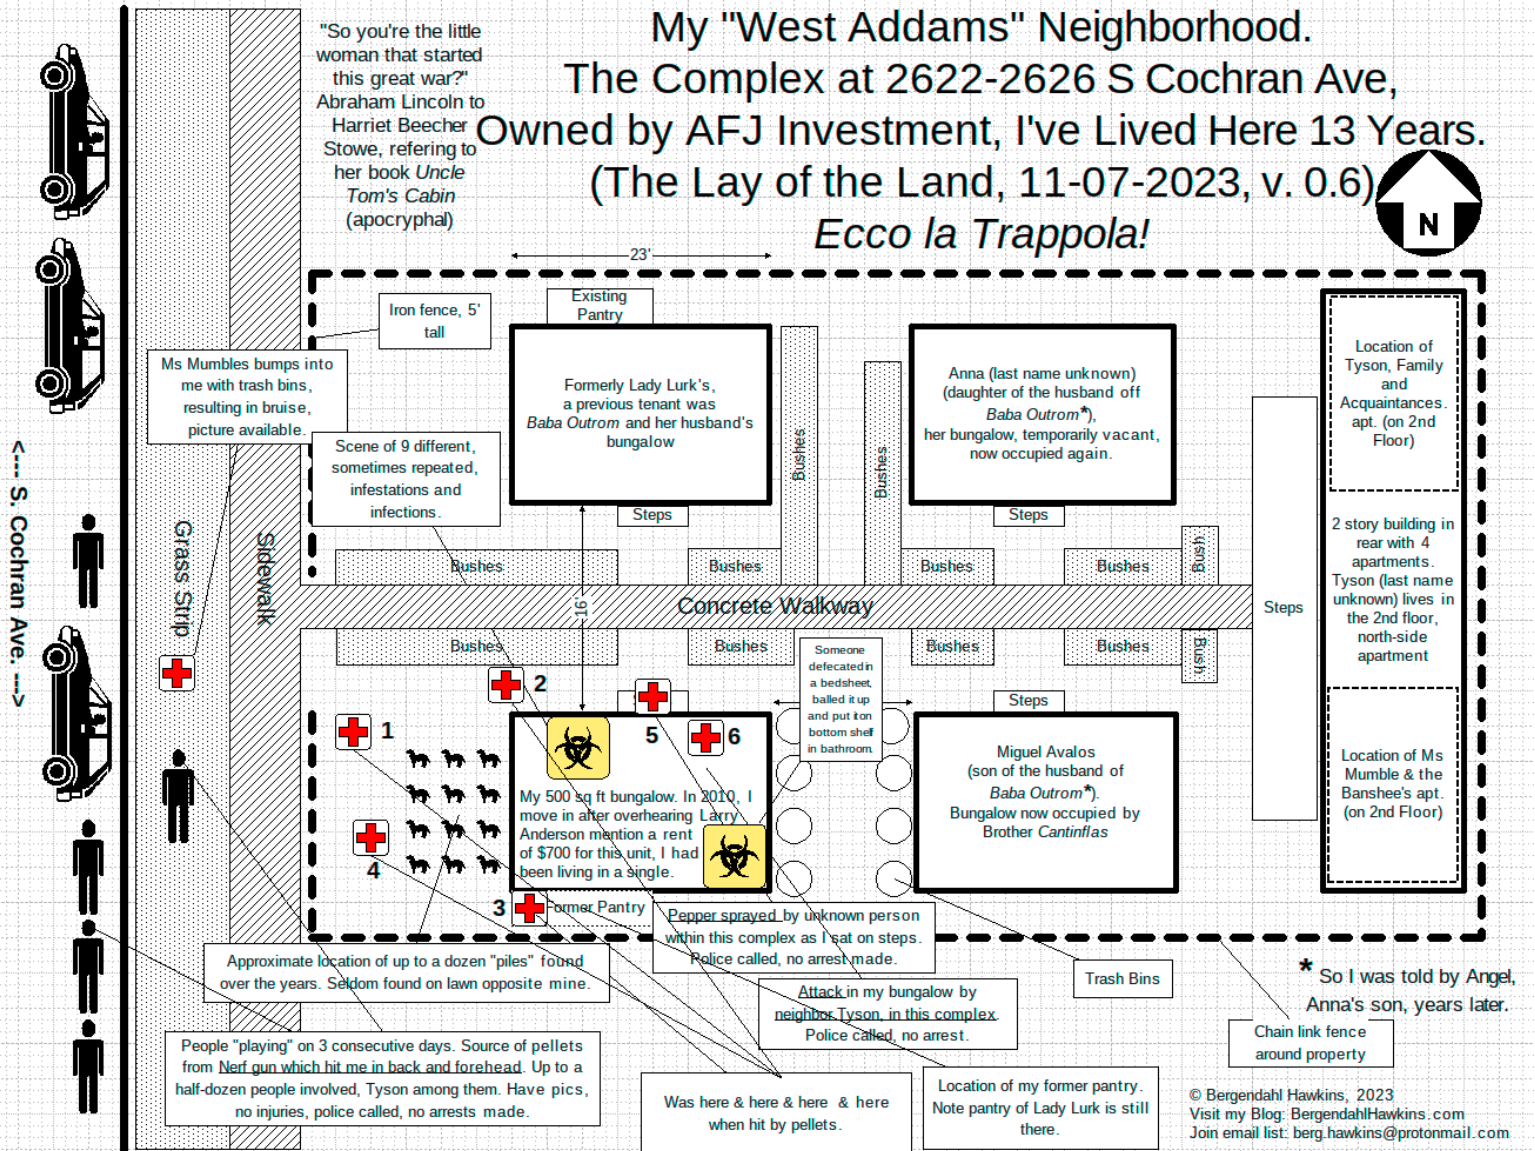 "So you're the little
woman that started
this great war?"
Abraham Lincoln to
Harriet Beecher
Stowe, refering to
her book Uncle
Tom's Cabin
(apocryphal)
My "West Addams" Neighborhood.
The Complex at 2622-2626 S Cochran Ave,
Owned by AFJ Investment, I've Lived Here 13 Years.
(The Lay of the Land, 11-07-2023, v. 0.6)
Ecco la Trappola!
N
23'
Iron fence, 5'
tall
Existing
Pantry
Ms Mumbles bumps into
me with trash bins,
resulting in bruise,
picture available.
Scene of 9 different,
sometimes repeated,
infestations and
infections.
Formerly Lady Lurk's,
a previous tenant was
Baba Outrom and her husband's
bungalow
Bushes
Bushes
Anna (last name unknown)
(daughter of the husband off
Baba Outrom*),
her bungalow, temporarily vacant,
now occupied again.
Location of
Tyson, Family
and
Acquaintances.
apt. (on 2nd
Floor)
2 story building in
rear with 4
apartments.
Tyson (last name
unknown) lives in
the 2nd floor,
north-side
apartment
Location of Ms
Mumble & the
Banshee's apt.
(on 2nd Floor)
Steps
Steps
Steps
<--- S. Cochran Ave. --->
Grass Strip
Sidewalk
Bushes
Bushes
Bushes
Bushes
Bush
16'
Concrete Walkway
Bushes
Bushes
Bushes
Bushes
Bush
Someone
defecated in
a bedsheet,
balled it up
and put it on
bottom shelf
in bathroom.
Steps
1
2
5
6
4
3
My 500 sq ft bungalow. In 2010, I
move in after overhearing Larry
Anderson mention a rent
of $700 for this unit, I had
been living in a single.
Miguel Avalos
(son of the husband of
Baba Outrom*).
Bungalow now occupied by
Brother Cantinflas
ormer Pantry
Pepper sprayed by unknown person
within this complex as I sat on steps.
Police called, no arrest made.
Approximate location of up to a dozen "piles" found
over the years. Seldom found on lawn opposite mine.
Attack in my bungalow by
neighbor Tyson, in this complex.
Police called, no arrest.
Trash Bins
* So I was told by Angel,
Anna's son, years later.
Chain link fence
around property
People "playing" on 3 consecutive days. Source of pellets
from Nerf gun which hit me in back and forehead. Up to a
half-dozen people involved, Tyson among them. Have pics,
no injuries, police called, no arrests made.
Was here & here & here & here
when hit by pellets.
Location of my former pantry.
Note pantry of Lady Lurk is still
there.
© Bergendahl Hawkins, 2023
Visit my Blog: BergendahlHawkins.com
Join email list: berg.hawkins@protonmail.com